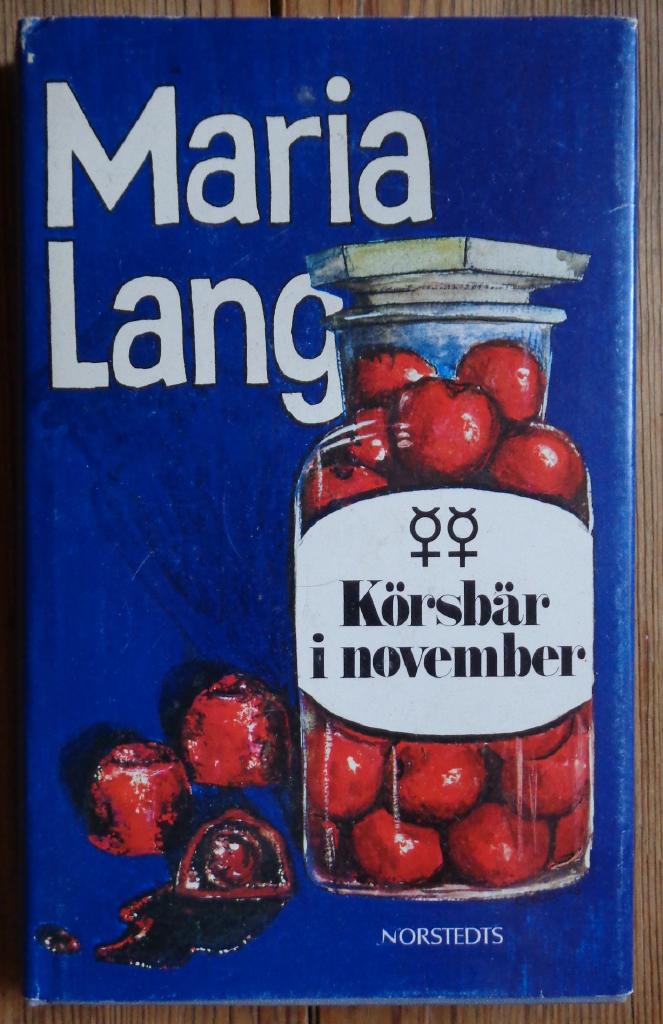 Maria
Lang
☿☿
Körsbär
i november
NORSTEDTS